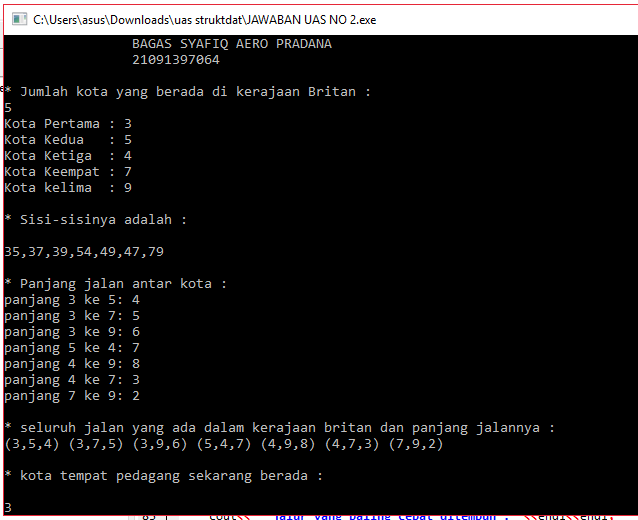 C:\Users\asus\Downloads\uas struktdat\JAWABAN UAS NO 2.exe
BAGAS SYAFIQ AERO PRADANA
21091397064
* Jumlah kota yang berada di kerajaan Britan :
5
Kota Pertama : 3
Kota Kedua   : 5
Kota Ketiga  : 4
Kota Keempat : 7
Kota kelima  : 9
* Sisi-sisinya adalah :
35,37,39,54,49,47,79
* Panjang jalan antar kota :
panjang 3 ke 5: 4
panjang 3 ke 7: 5
panjang 3 ke 9: 6
panjang 5 ke 4: 7
panjang 4 ke 9: 8
panjang 4 ke 7: 3
panjang 7 ke 9: 2
* seluruh jalan yang ada dalam kerajaan britan dan panjang jalannya :
(3,5,4) (3,7,5) (3,9,6) (5,4,7) (4,9,8) (4,7,3) (7,9,2)
* kota tempat pedagang sekarang berada :
3